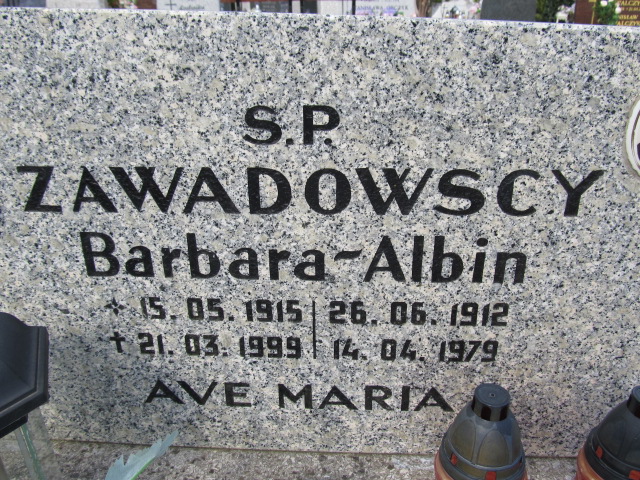 S.P.
ZAWADOWSCY
Barbara-Albin
+ 15. 05. 1915 | 26. 06. 1912
† 21. 03. 1999 | 14. 04. 1979
AVE MARIA